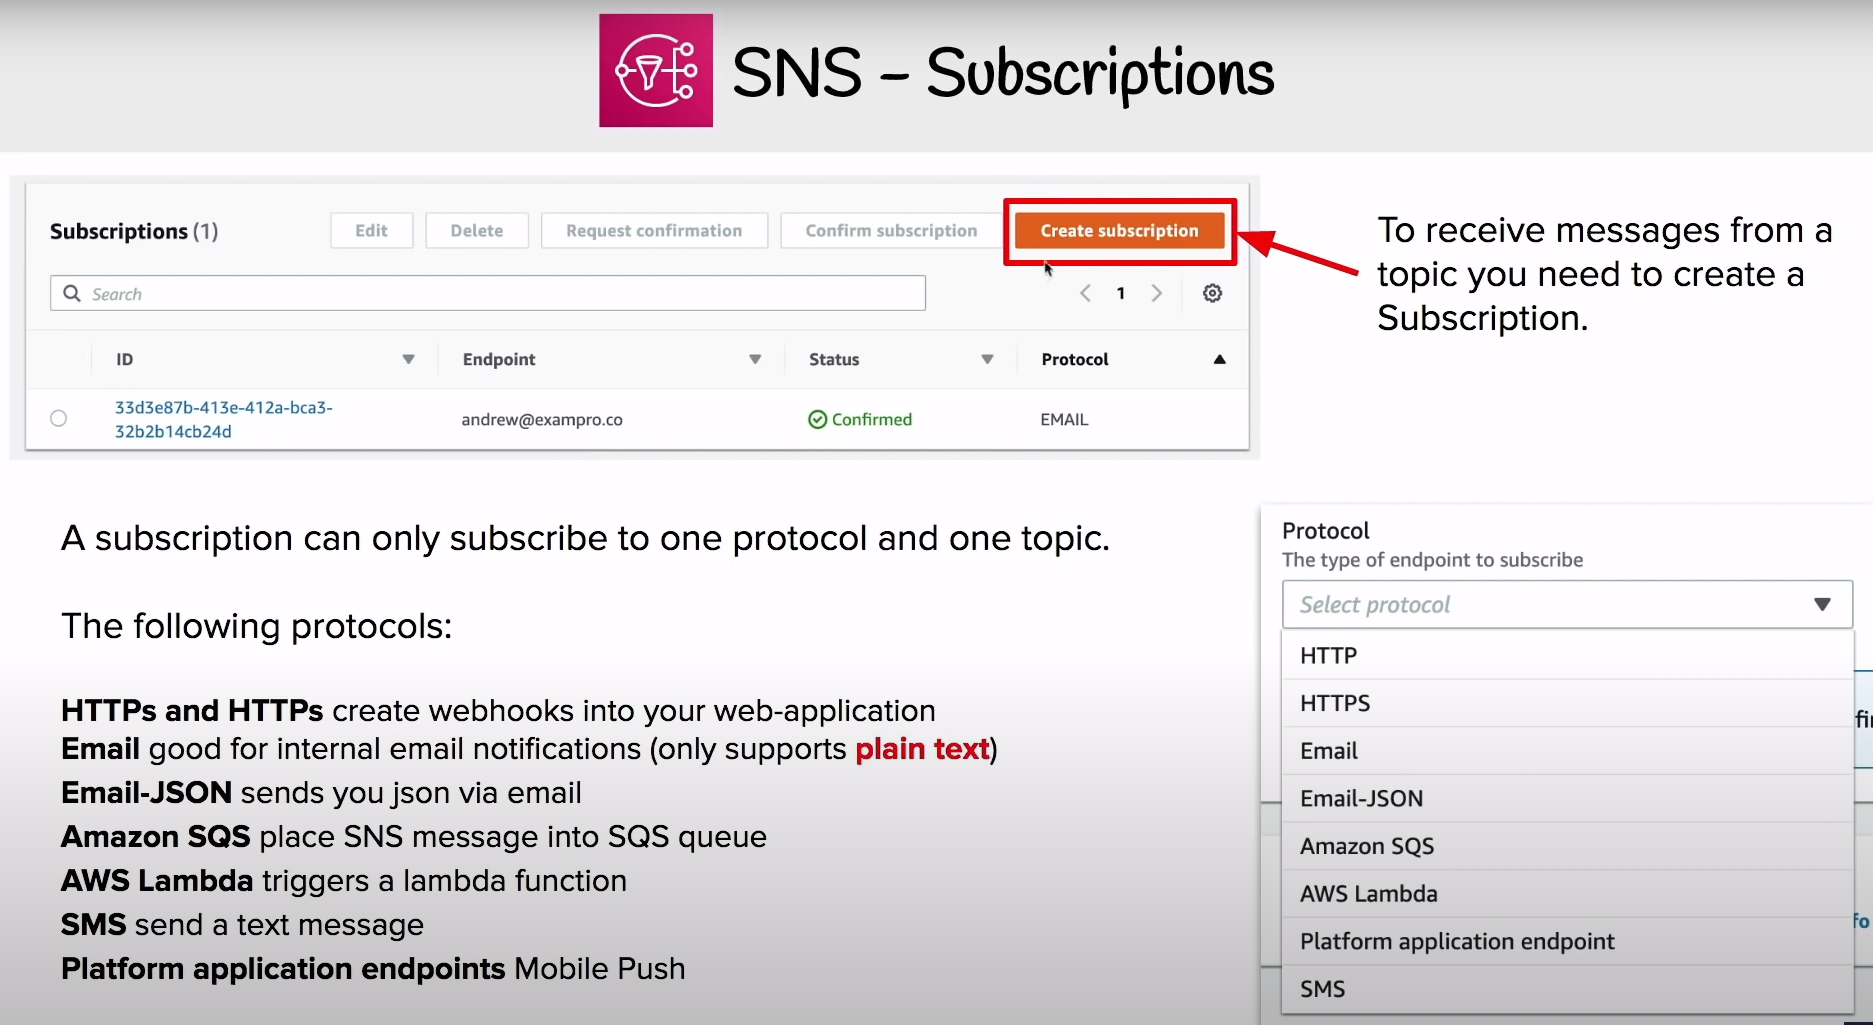 SNS – Subscriptions
Subscriptions (1)
Edit
Delete
Request confirmation
Confirm subscription
Create subscription
Search
1
ID
Endpoint
Status
Protocol
33d3e87b-413e-412a-bca3-
32b2b14cb24d
andrew@exampro.co
Confirmed
EMAIL
To receive messages from a
topic you need to create a
Subscription.
A subscription can only subscribe to one protocol and one topic.
The following protocols:
HTTPs and HTTPs create webhooks into your web-application
Email good for internal email notifications (only supports plain text)
Email-JSON sends you json via email
Amazon SQS place SNS message into SQS queue
AWS Lambda triggers a lambda function
SMS send a text message
Platform application endpoints Mobile Push
Protocol
The type of endpoint to subscribe
Select protocol
HTTP
HTTPS
Email
Email-JSON
Amazon SQS
AWS Lambda
Platform application endpoint
SMS